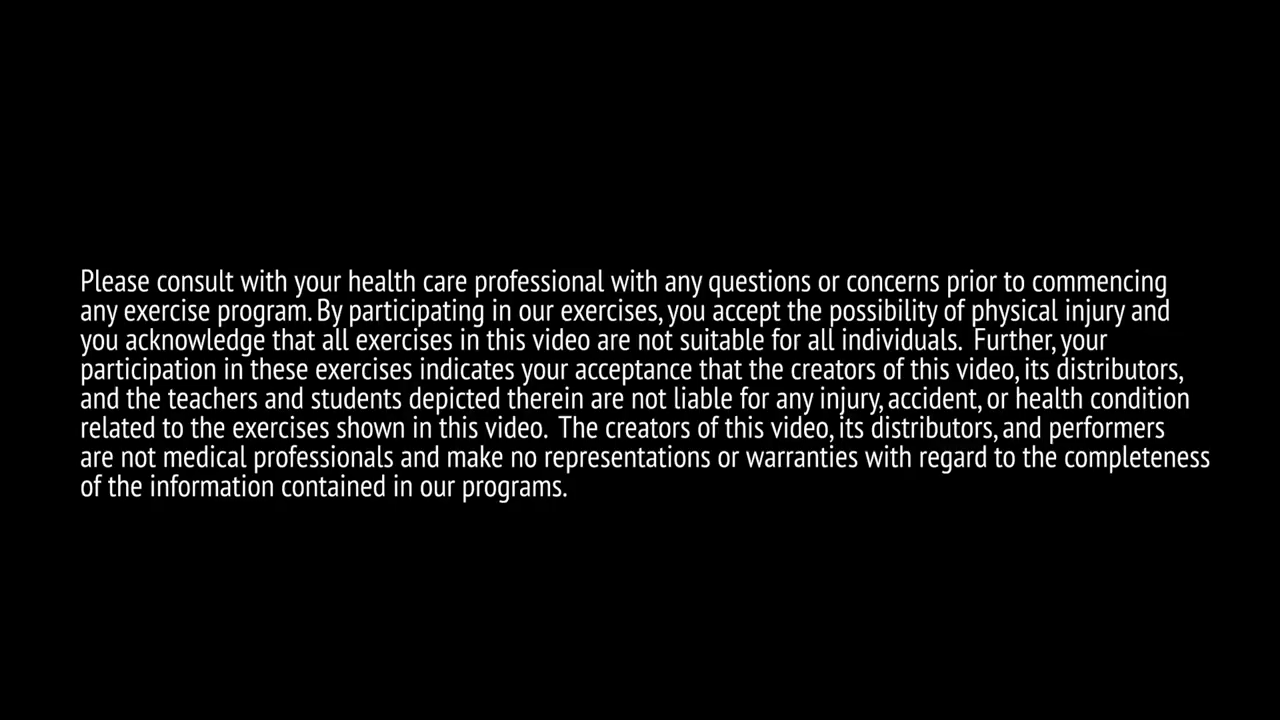 Please consult with your health care professional with any questions or concerns prior to commencing
any exercise program. By participating in our exercises, you accept the possibility of physical injury and
you acknowledge that all exercises in this video are not suitable for all individuals.  Further, your
participation in these exercises indicates your acceptance that the creators of this video, its distributors,
and the teachers and students depicted therein are not liable for any injury, accident, or health condition
related to the exercises shown in this video.  The creators of this video, its distributors, and performers
are not medical professionals and make no representations or warranties with regard to the completeness
of the information contained in our programs.